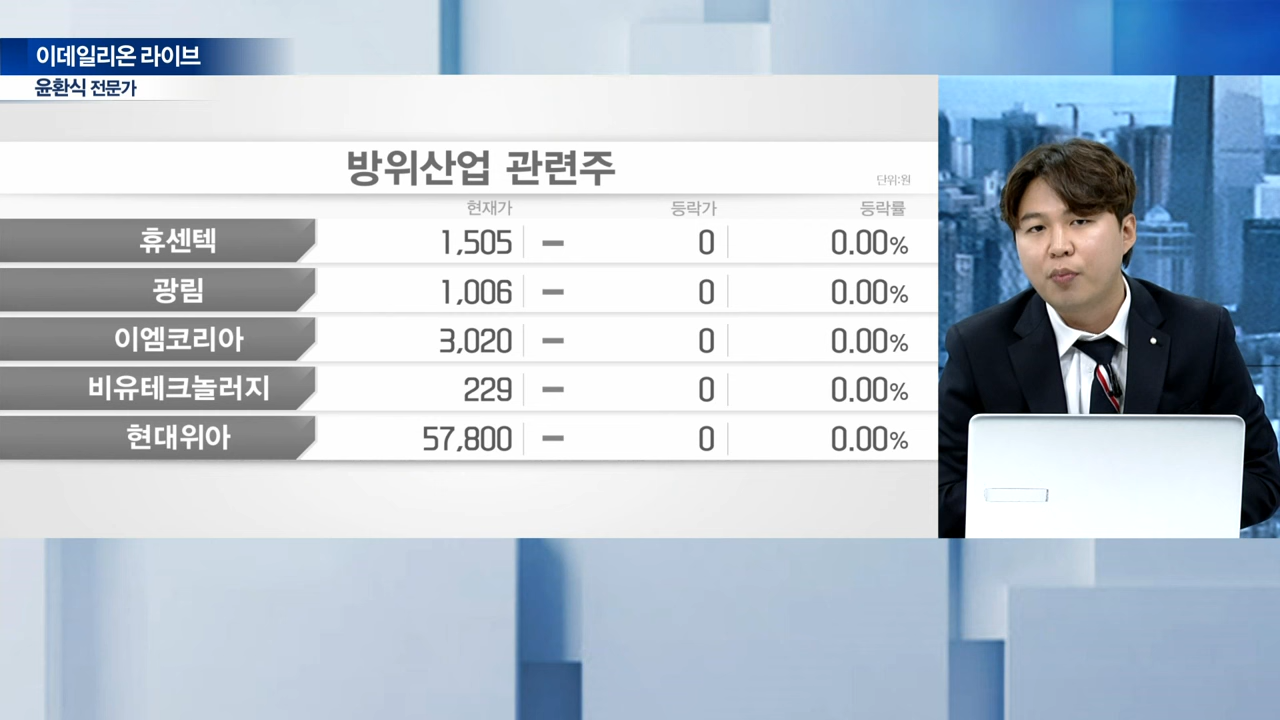 이데일리온 라이브
윤환식 전문가
방위산업 관련주
단위:원
현재가 등락가 등락률
휴센텍 1,505 0 0.00%
광림 1,006 0 0.00%
이엠코리아 3,020 0 0.00%
비유테크놀러지 229 0 0.00%
현대위아 57,800 0 0.00%